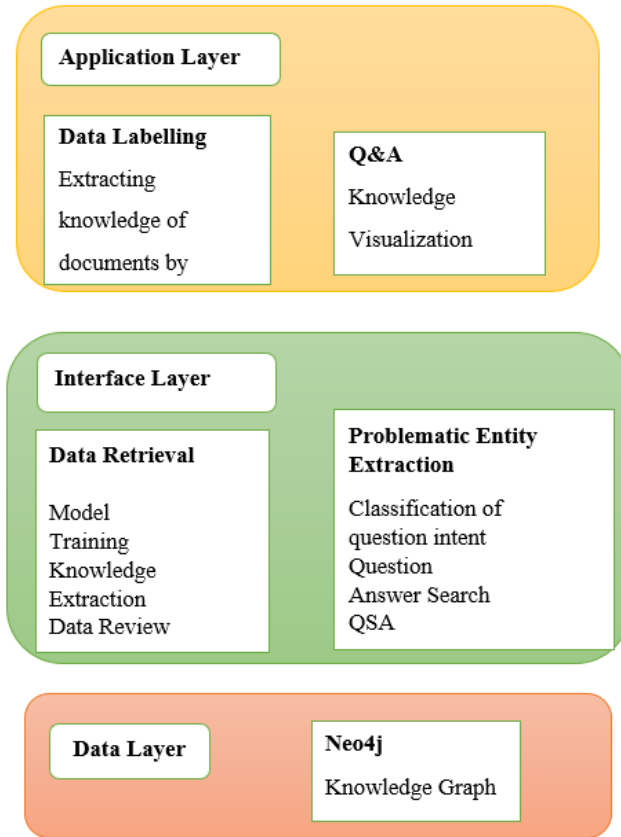 Application Layer
Data Labelling
Extracting
knowledge of
documents by
Q&A
Knowledge
Visualization
Interface Layer
Data Retrieval
Model
Training
Knowledge
Extraction
Data Review
Problematic Entity
Extraction
Classification of
question intent
Question
Answer Search
QSA
Data Layer
Neo4j
Knowledge Graph